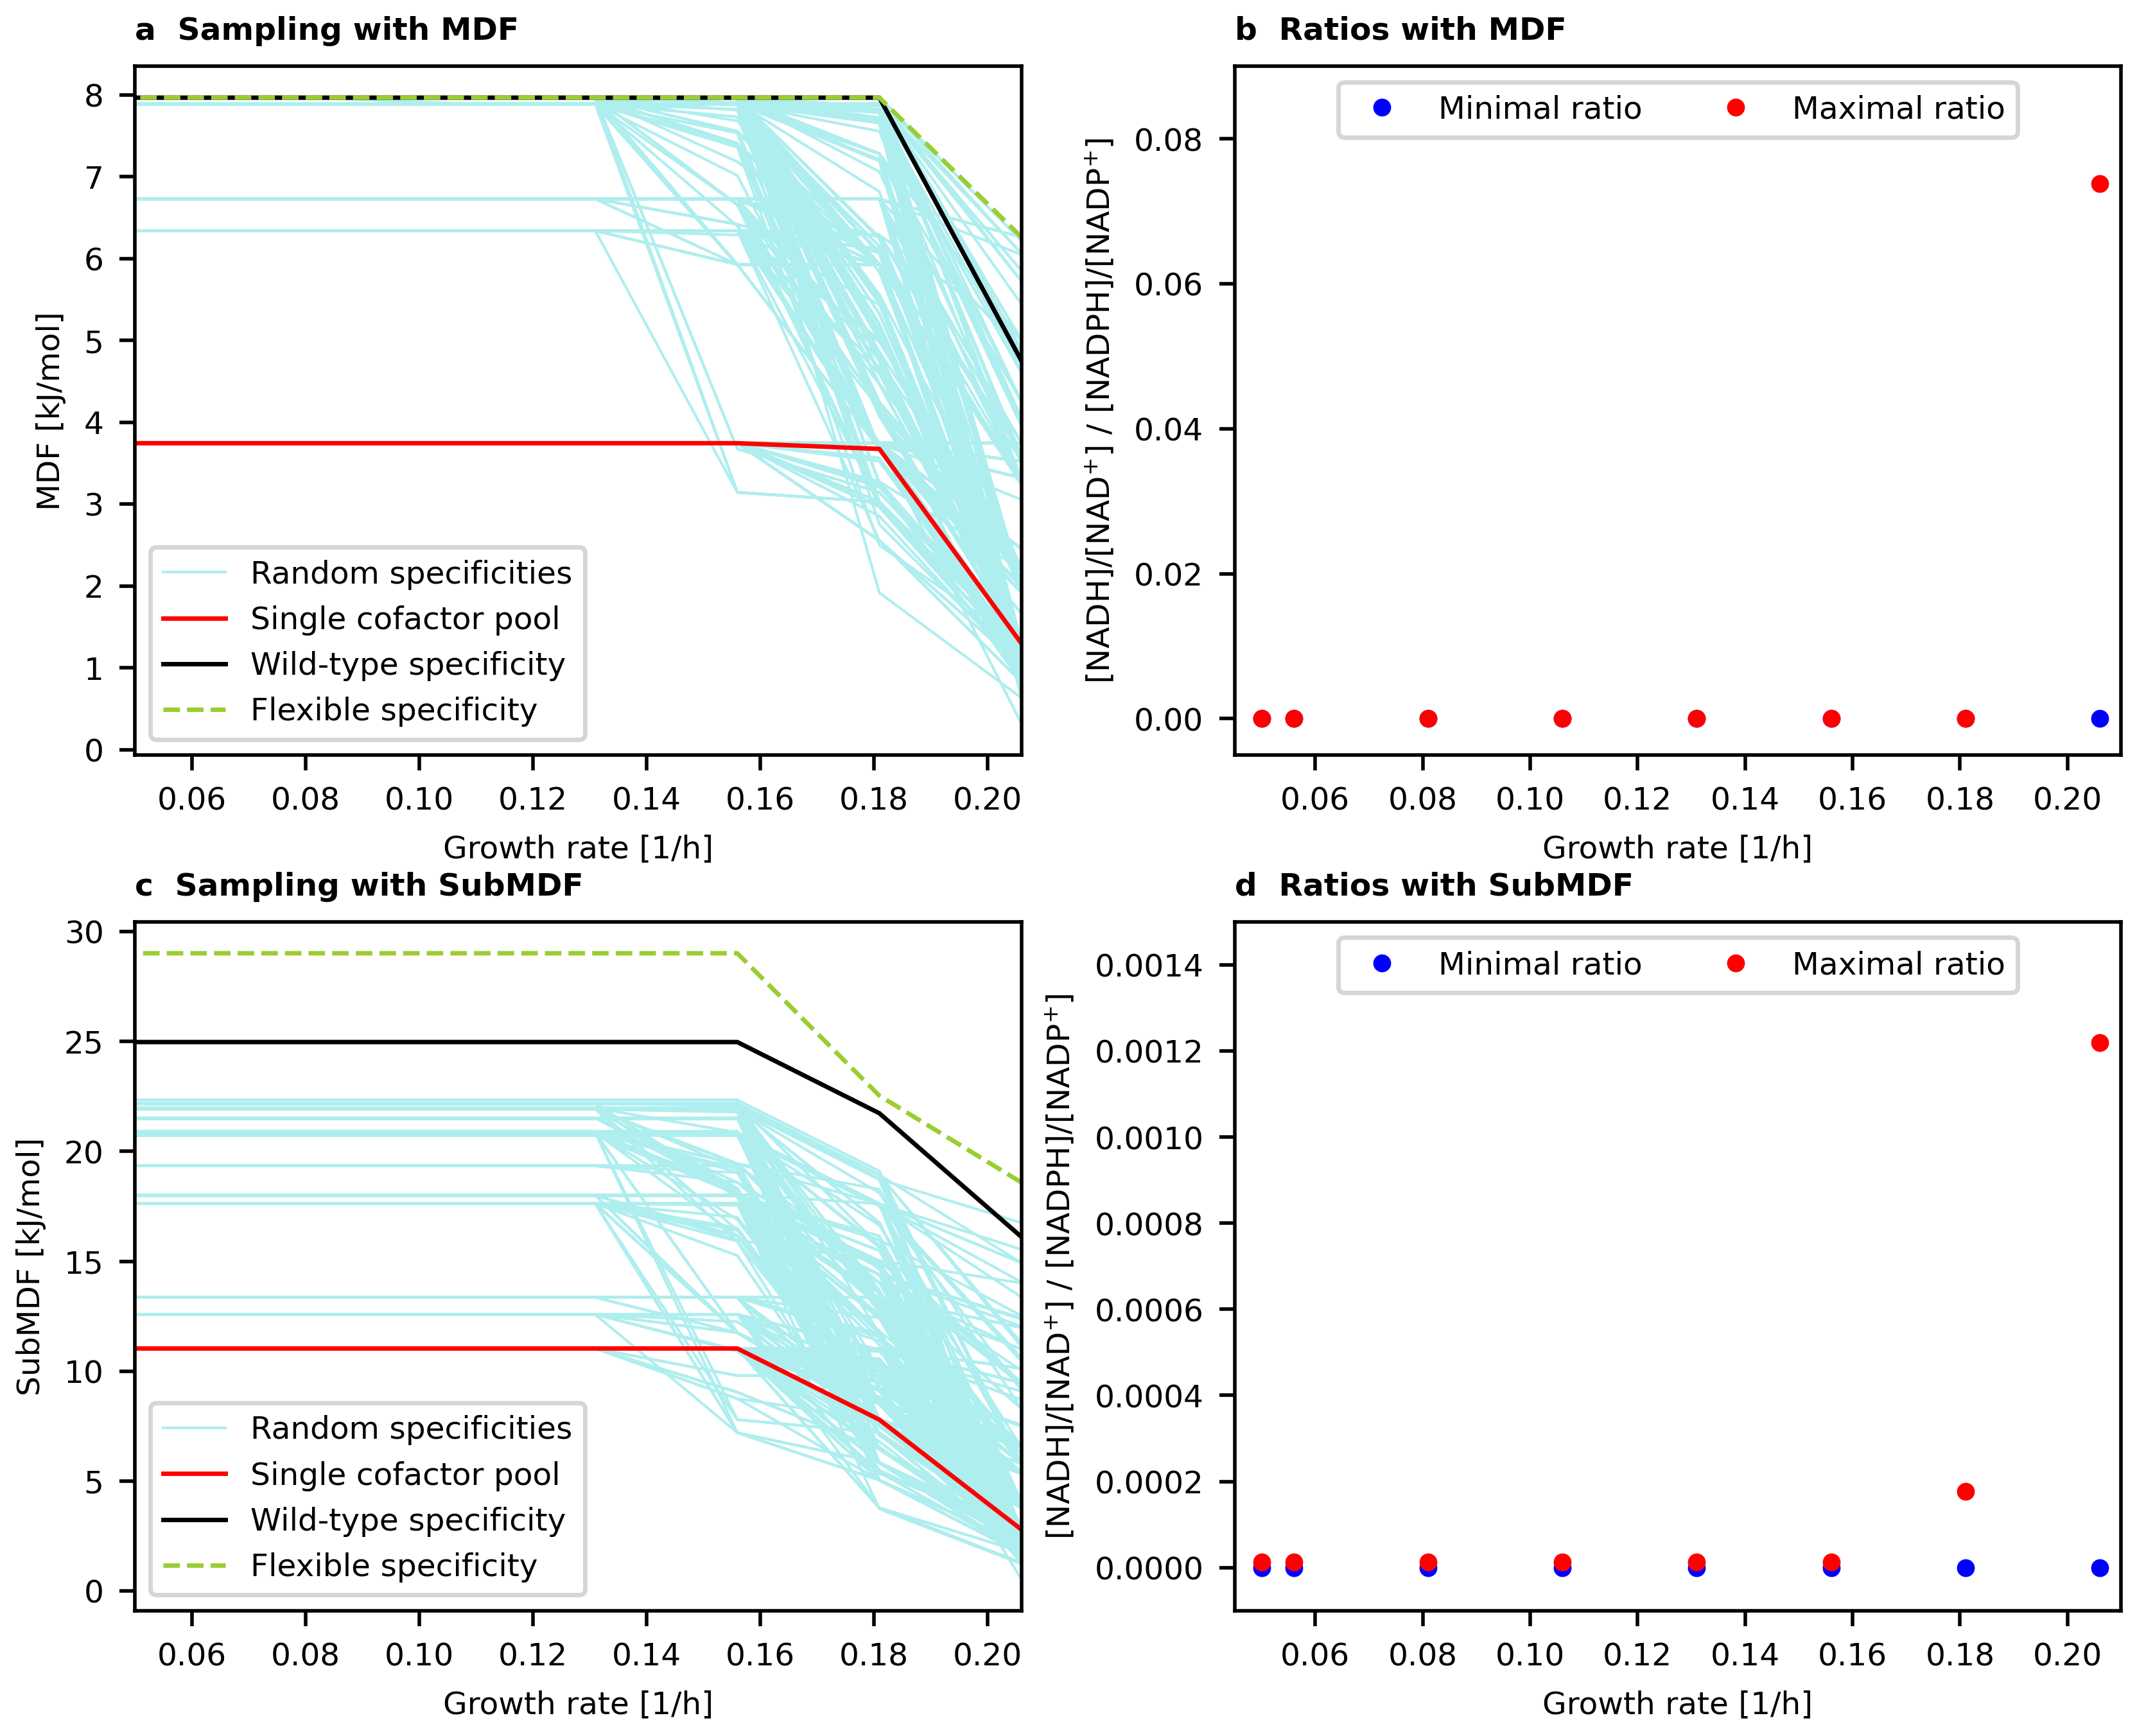 a Sampling with MDF
MDF [kJ/mol]
8
7
6
5
4
3
2
1
0
Random specificities
Single cofactor pool
Wild-type specificity
Flexible specificity
0.06 0.08 0.10 0.12 0.14 0.16 0.18 0.20
Growth rate [1/h]
b Ratios with MDF
[NADH]/[NAD⁺] / [NADPH]/[NADP⁺]
Minimal ratio Maximal ratio
0.08
0.06
0.04
0.02
0.00
0.06 0.08 0.10 0.12 0.14 0.16 0.18 0.20
Growth rate [1/h]
c Sampling with SubMDF
SubMDF [kJ/mol]
30
25
20
15
10
5
0
Random specificities
Single cofactor pool
Wild-type specificity
Flexible specificity
0.06 0.08 0.10 0.12 0.14 0.16 0.18 0.20
Growth rate [1/h]
d Ratios with SubMDF
[NADH]/[NAD⁺] / [NADPH]/[NADP⁺]
Minimal ratio Maximal ratio
0.0014
0.0012
0.0010
0.0008
0.0006
0.0004
0.0002
0.0000
0.06 0.08 0.10 0.12 0.14 0.16 0.18 0.20
Growth rate [1/h]